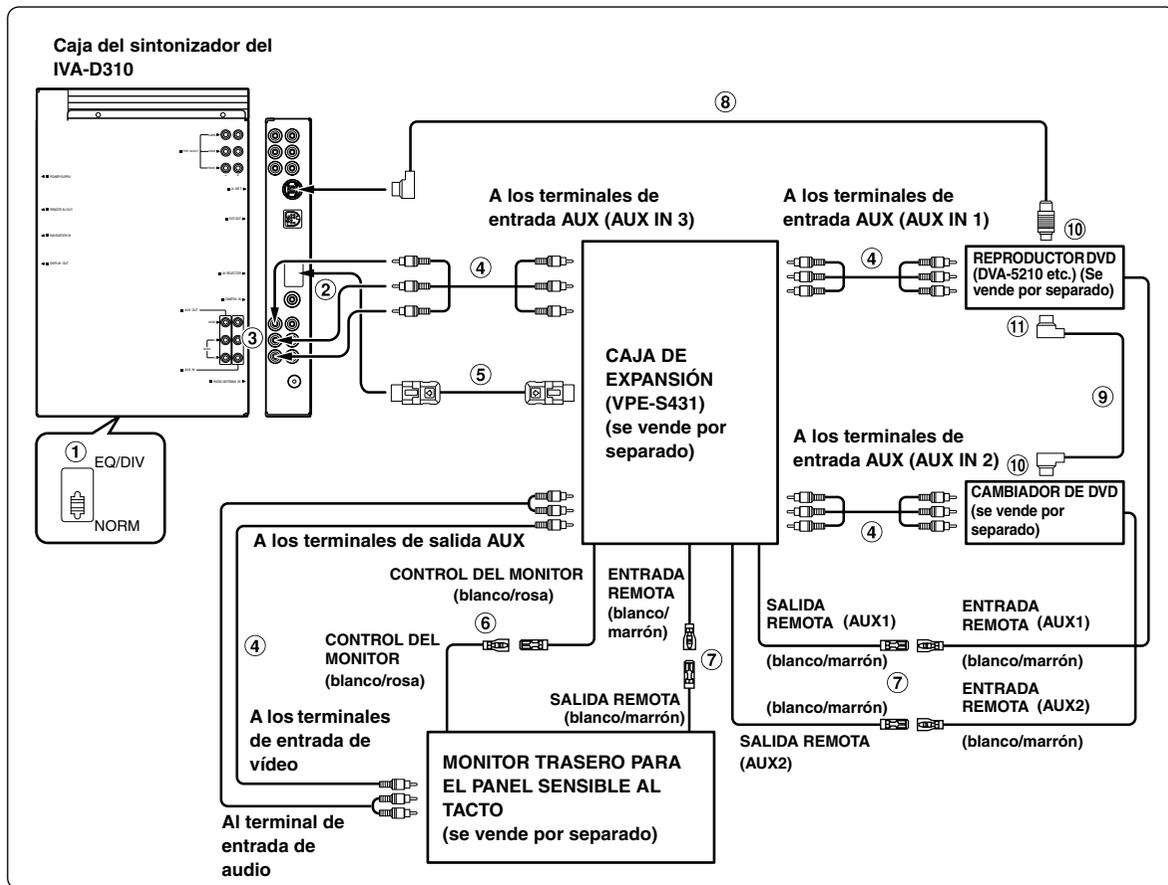 Caja del sintonizador del
IVA-D310
⑧
A los terminales de
entrada AUX (AUX IN 3)
A los terminales de
entrada AUX (AUX IN 1)
④
②
③
④
⑩
REPRODUCTOR DVD
(DVA-5210 etc.) (Se
vende por separado)
⑪
⑤
CAJA DE
EXPANSIÓN
(VPE-S431)
(se vende por
separado)
⑨
①
EQ/DIV
NORM
A los terminales de
entrada AUX (AUX IN 2)
⑩
④
CAMBIADOR DE DVD
(se vende por
separado)
A los terminales de salida AUX
CONTROL DEL MONITOR
(blanco/rosa)
ENTRADA
REMOTA
(blanco/
marrón)
⑥
CONTROL DEL
MONITOR
(blanco/rosa)
④
⑦
SALIDA REMOTA
(blanco/marrón)
SALIDA
REMOTA (AUX1)
(blanco/marrón)
ENTRADA
REMOTA (AUX1)
(blanco/marrón)
⑦
(blanco/marrón)
SALIDA REMOTA
(AUX2)
ENTRADA
REMOTA (AUX2)
(blanco/marrón)
A los terminales
de entrada de
vídeo
MONITOR TRASERO PARA
EL PANEL SENSIBLE AL
TACTO
(se vende por separado)
Al terminal de
entrada de
audio